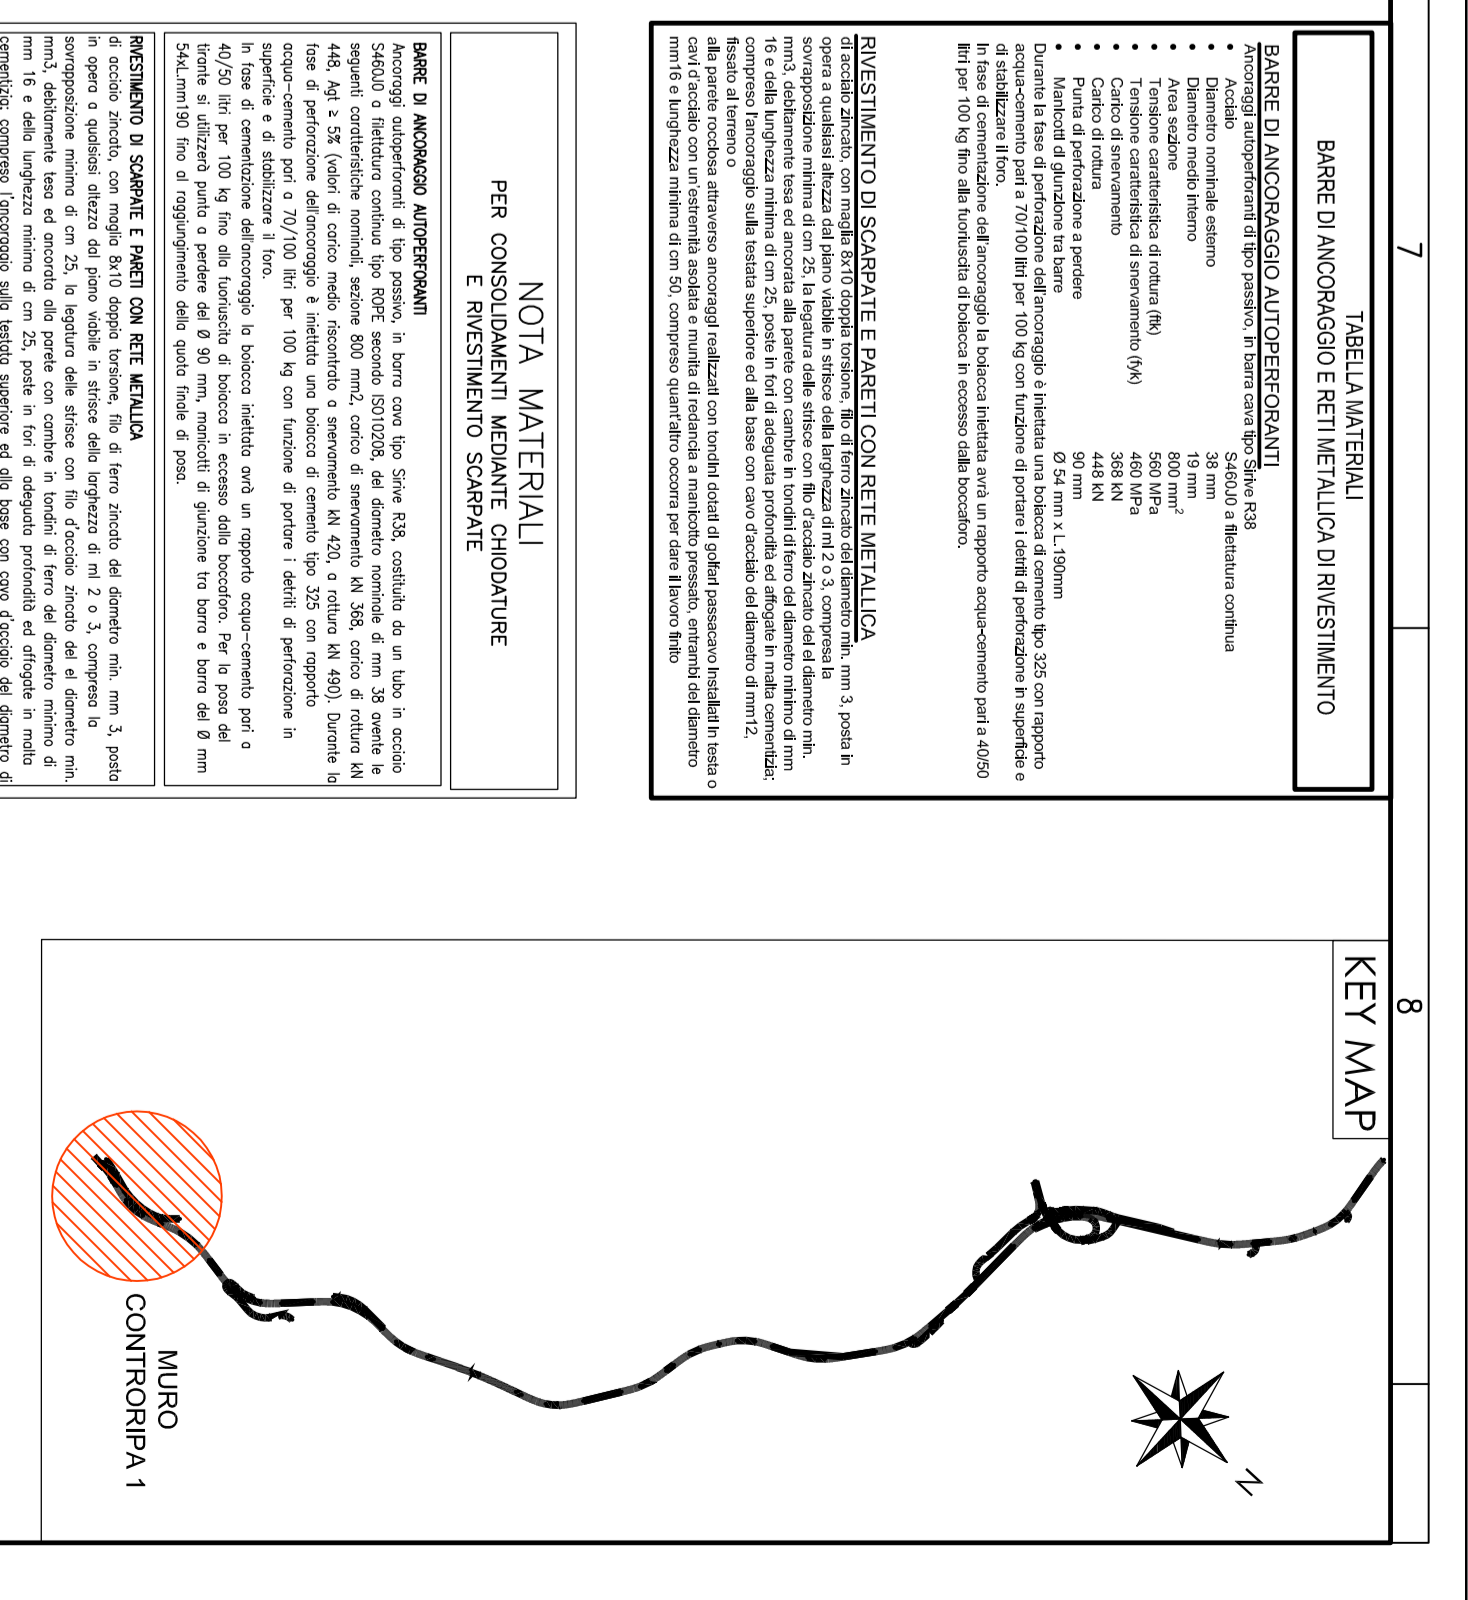 7
8
TABELLA MATERIALI
BARRE DI ANCORAGGIO E RETI METALLICA DI RIVESTIMENTO
BARRE DI ANCORAGGIO AUTOPERFORANTI
Ancoraggi autoperforanti di tipo passivo, in barra cava tipo Sirive R38
• Acciaio S460J0 a filettatura continua
• Diametro nominale esterno 38 mm
• Diametro medio interno 19 mm
• Area sezione 800 mm²
• Tensione caratteristica di rottura (ftk) 560 MPa
• Tensione caratteristica di snervamento (fyk) 460 MPa
• Carico di snervamento 368 kN
• Carico di rottura 448 kN
• Punta di perforazione a perdere 90 mm
• Manicotti di giunzione tra barre Ø 54 mm x L.190mm
Durante la fase di perforazione dell'ancoraggio è iniettata una boiacca di cemento tipo 325 con rapporto
acqua-cemento pari a 70/100 litri per 100 kg con funzione di portare i detriti di perforazione in superficie e
di stabilizzare il foro.
In fase di cementazione dell'ancoraggio la boiacca iniettata avrà un rapporto acqua-cemento pari a 40/50
litri per 100 kg fino alla fuoriuscita di boiacca in eccesso dalla boccaforo.
RIVESTIMENTO DI SCARPATE E PARETI CON RETE METALLICA
di acciaio zincato, con maglia 8x10 doppia torsione, filo di ferro zincato del diametro min. mm 3, posta in
opera a qualsiasi altezza dal piano viabile in strisce della larghezza di ml 2 o 3, compresa la
sovrapposizione minima di cm 25, la legatura delle strisce con filo d'acciaio zincato del el diametro min.
mm3, debitamente tesa ed ancorata alla parete con cambre in tondini di ferro del diametro minimo di mm
16 e della lunghezza minima di cm 25, poste in fori di adeguata profondità ed affogate in malta cementizia;
compreso l'ancoraggio sulla testata superiore ed alla base con cavo d'acciaio del diametro di mm12,
fissato al terreno o
alla parete rocciosa attraverso ancoraggi realizzati con tondini dotati di golfari passacavo installati in testa o
cavi d'acciaio con un'estremità asolata e munita di redancia a manicotto pressato, entrambi del diametro
mm16 e lunghezza minima di cm 50, compreso quant'altro occorra per dare il lavoro finito
NOTA MATERIALI
PER CONSOLIDAMENTI MEDIANTE CHIODATURE
E RIVESTIMENTO SCARPATE
BARRE DI ANCORAGGIO AUTOPERFORANTI
Ancoraggi autoperforanti di tipo passivo, in barra cava tipo Sirive R38, costituita da un tubo in acciaio
S460J0 a filettatura continua tipo ROPE secondo ISO10208, del diametro nominale di mm 38 avente le
seguenti caratteristiche nominali, sezione 800 mm2, carico di snervamento kN 368, carico di rottura kN
448, Agt ≥ 5% (valori di carico medio riscontrato a snervamento kN 420, a rottura kN 490). Durante la
fase di perforazione dell'ancoraggio è iniettata una boiacca di cemento tipo 325 con rapporto
acqua-cemento pari a 70/100 litri per 100 kg con funzione di portare i detriti di perforazione in
superficie e di stabilizzare il foro.
In fase di cementazione dell'ancoraggio la boiacca iniettata avrà un rapporto acqua-cemento pari a
40/50 litri per 100 kg fino alla fuoriuscita di boiacca in eccesso dalla boccaforo. Per la posa del
tirante si utilizzerà punta a perdere del Ø 90 mm, manicotti di giunzione tra barra e barra del Ø mm
54xL.mm190 fino al raggiungimento della quota finale di posa.
RIVESTIMENTO DI SCARPATE E PARETI CON RETE METALLICA
di acciaio zincato, con maglia 8x10 doppia torsione, filo di ferro zincato del diametro min. mm 3, posta
in opera a qualsiasi altezza dal piano viabile in strisce della larghezza di ml 2 o 3, compresa la
sovrapposizione minima di cm 25, la legatura delle strisce con filo d'acciaio zincato del el diametro min.
mm3, debitamente tesa ed ancorata alla parete con cambre in tondini di ferro del diametro minimo di
mm 16 e della lunghezza minima di cm 25, poste in fori di adeguata profondità ed affogate in malta
cementizia; compreso l'ancoraggio sulla testata superiore ed alla base con cavo d'acciaio del diametro di
KEY MAP
N
MURO
CONTRORIPA 1